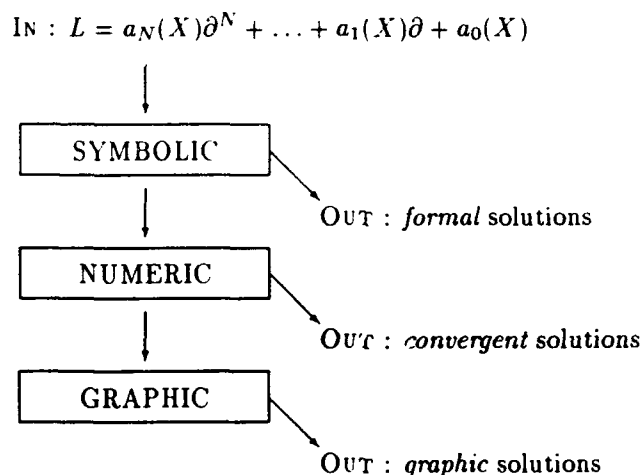 IN : L = a_N(X)∂^N + ... + a_1(X)∂ + a_0(X)
SYMBOLIC
OUT : formal solutions
NUMERIC
OUT : convergent solutions
GRAPHIC
OUT : graphic solutions